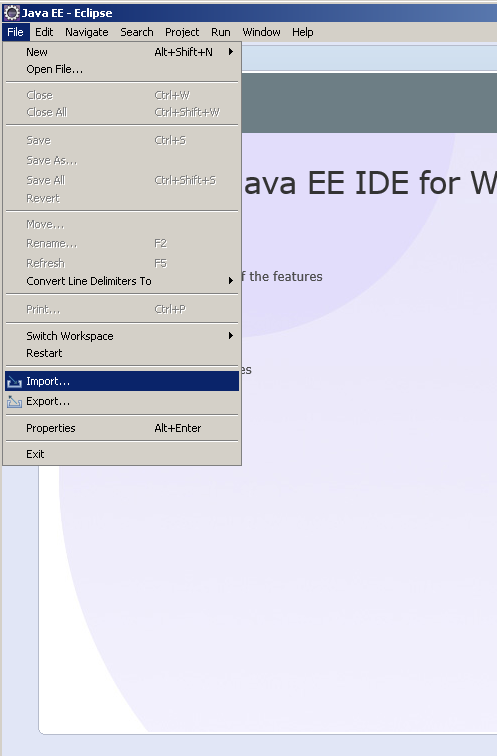 Java EE - Eclipse
File Edit Navigate Search Project Run Window Help
New Alt+Shift+N
Open File...
Close Ctrl+W
Close All Ctrl+Shift+W
Save Ctrl+S
Save As...
Save All Ctrl+Shift+S
Revert
Move...
Rename... F2
Refresh F5
Convert Line Delimiters To
Print... Ctrl+P
Switch Workspace
Restart
Import...
Export...
Properties Alt+Enter
Exit
ava EE IDE for W
f the features
es